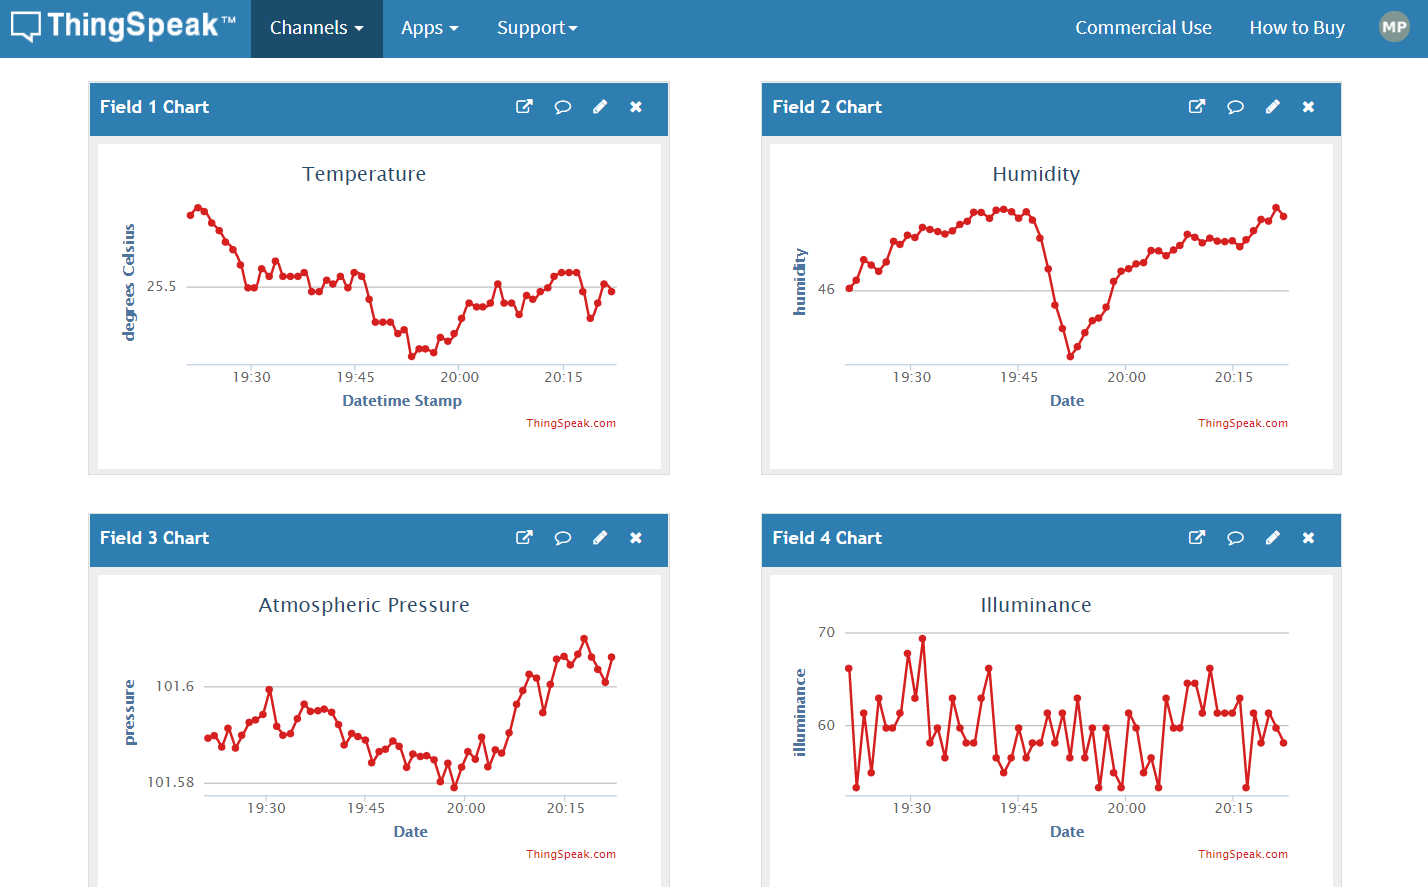 ThingSpeak™ Channels Apps Support Commercial Use How to Buy MP
Field 1 Chart
Temperature
degrees Celsius
25.5
19:30 19:45 20:00 20:15
Datetime Stamp
ThingSpeak.com
Field 2 Chart
Humidity
humidity
46
19:30 19:45 20:00 20:15
Date
ThingSpeak.com
Field 3 Chart
Atmospheric Pressure
pressure
101.6
101.58
19:30 19:45 20:00 20:15
Date
ThingSpeak.com
Field 4 Chart
Illuminance
illuminance
70
60
19:30 19:45 20:00 20:15
Date
ThingSpeak.com